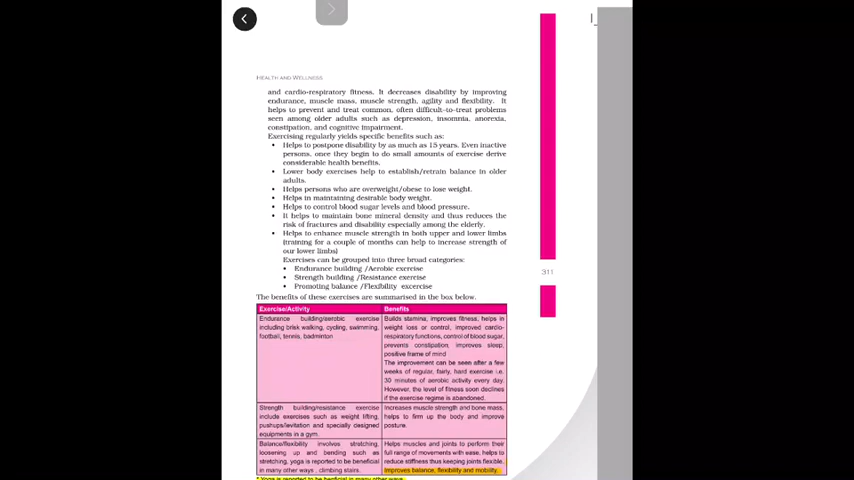 HEALTH AND WELLNESS
and cardio-respiratory fitness. It decreases disability by improving
endurance, muscle mass, muscle strength, agility and flexibility. It
helps to prevent and treat common, often difficult-to-treat problems
seen among older adults such as depression, insomnia, anorexia,
constipation, and cognitive impairment.
Exercising regularly yields specific benefits such as:
• Helps to postpone disability by as much as 15 years. Even inactive
persons, once they begin to do small amounts of exercise derive
considerable health benefits.
• Lower body exercises help to establish/retrain balance in older
adults.
• Helps persons who are overweight/obese to lose weight.
• Helps in maintaining desirable body weight.
• Helps to control blood sugar levels and blood pressure.
• It helps to maintain bone mineral density and thus reduces the
risk of fractures and disability especially among the elderly.
• Helps to enhance muscle strength in both upper and lower limbs
(training for a couple of months can help to increase strength of
our lower limbs)
Exercises can be grouped into three broad categories:
• Endurance building /Aerobic exercise
• Strength building /Resistance exercise
• Promoting balance /Flexibility excercise
311
The benefits of these exercises are summarised in the box below.
Exercise/Activity
Endurance building/aerobic exercise
including brisk walking, cycling, swimming,
football, tennis, badminton
Benefits
Builds stamina, improves fitness, helps in
weight loss or control, improved cardio-
respiratory functions, control of blood sugar,
prevents constipation, improves sleep,
positive frame of mind
The improvement can be seen after a few
weeks of regular, fairly, hard exercise i.e.
30 minutes of aerobic activity every day.
However, the level of fitness soon declines
if the exercise regime is abandoned.
Strength building/resistance exercise
include exercises such as weight lifting,
pushups/levitation and specially designed
equipments in a gym.
Increases muscle strength and bone mass,
helps to firm up the body and improve
posture.
Balance/flexibility involves stretching,
loosening up and bending such as
stretching, yoga is reported to be beneficial
in many other ways , climbing stairs.
Helps muscles and joints to perform their
full range of movements with ease, helps to
reduce stiffness thus keeping joints flexible.
Improves balance, flexibility and mobility.
* Yoga is reported to be benficial in many other ways